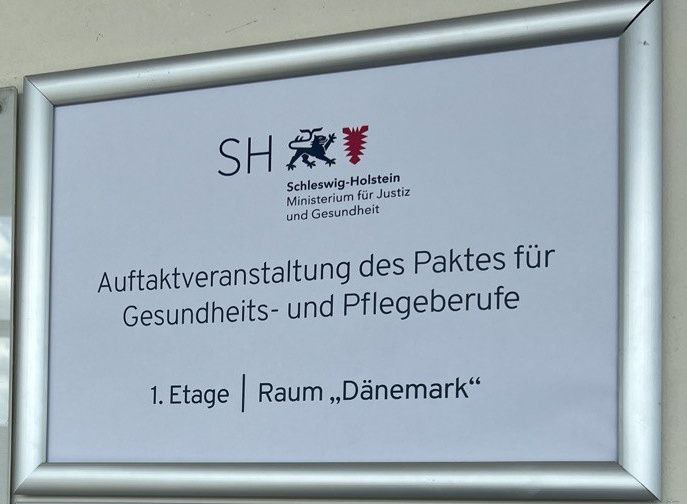 SH
Schleswig-Holstein
Ministerium für Justiz
und Gesundheit
Auftaktveranstaltung des Paktes für
Gesundheits- und Pflegeberufe
1. Etage | Raum „Dänemark“